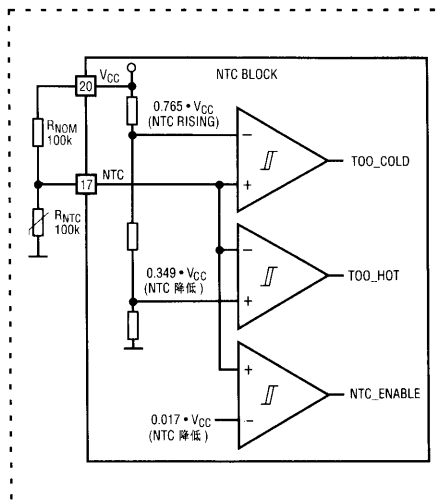 20
VCC
NTC BLOCK
0.765 • VCC
(NTC RISING)
RNOM
100k
−
TOO_COLD
17
NTC
+
RNTC
100k
−
0.349 • VCC
(NTC 降低)
TOO_HOT
+
+
NTC_ENABLE
0.017 • VCC
−
(NTC 降低)